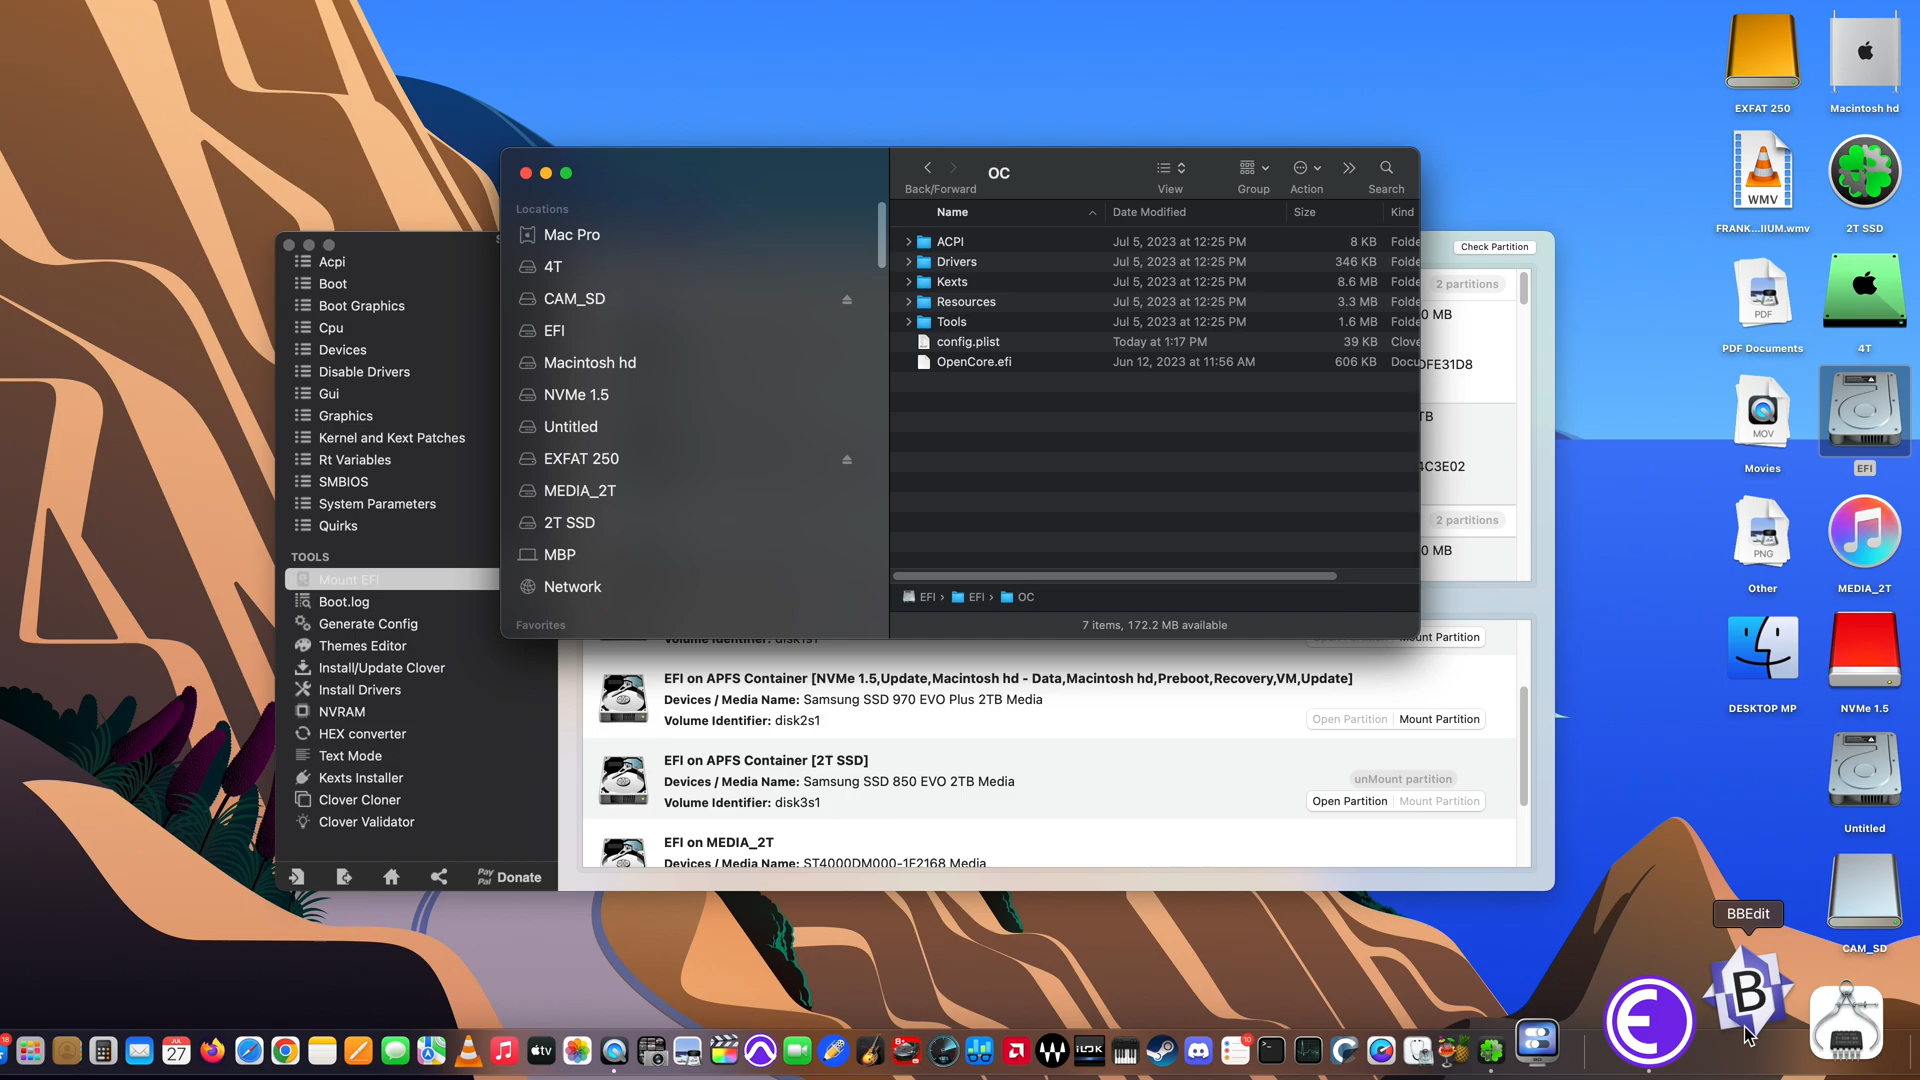 EXFAT 250
Macintosh hd
WMV
FRANK...IIUM.wmv
2T SSD
PDF
PDF Documents
4T
MOV
Movies
EFI
PNG
Other
MEDIA_2T
DESKTOP MP
NVMe 1.5
Untitled
CAM_SD
BBEdit
Locations
Mac Pro
4T
CAM_SD
EFI
Macintosh hd
NVMe 1.5
Untitled
EXFAT 250
MEDIA_2T
2T SSD
MBP
Network
Favorites
Back/Forward
OC
View
Group
Action
Search
Name Date Modified Size Kind
ACPI Jul 5, 2023 at 12:25 PM 8 KB Folde
Drivers Jul 5, 2023 at 12:25 PM 346 KB Folde
Kexts Jul 5, 2023 at 12:25 PM 8.6 MB Folde
Resources Jul 5, 2023 at 12:25 PM 3.3 MB Folde
Tools Jul 5, 2023 at 12:25 PM 1.6 MB Folde
config.plist Today at 1:17 PM 39 KB Clove
OpenCore.efi Jun 12, 2023 at 11:56 AM 606 KB Docu
EFI › EFI › OC
7 items, 172.2 MB available
Acpi
Boot
Boot Graphics
Cpu
Devices
Disable Drivers
Gui
Graphics
Kernel and Kext Patches
Rt Variables
SMBIOS
System Parameters
Quirks
TOOLS
Mount EFI
Boot.log
Generate Config
Themes Editor
Install/Update Clover
Install Drivers
NVRAM
HEX converter
Text Mode
Kexts Installer
Clover Cloner
Clover Validator
Pay Pal Donate
Check Partition
2 partitions
0 MB
DFE31D8
TB
4C3E02
2 partitions
0 MB
Volume Identifier: disk1s1
Mount Partition
EFI on APFS Container [NVMe 1.5,Update,Macintosh hd - Data,Macintosh hd,Preboot,Recovery,VM,Update]
Devices / Media Name: Samsung SSD 970 EVO Plus 2TB Media
Volume Identifier: disk2s1
Open Partition Mount Partition
EFI on APFS Container [2T SSD]
Devices / Media Name: Samsung SSD 850 EVO 2TB Media
unMount partition
Volume Identifier: disk3s1
Open Partition Mount Partition
EFI on MEDIA_2T
Devices / Media Name: ST4000DM000-1F2168 Media
18
JUL
27
tv
iLOK
10